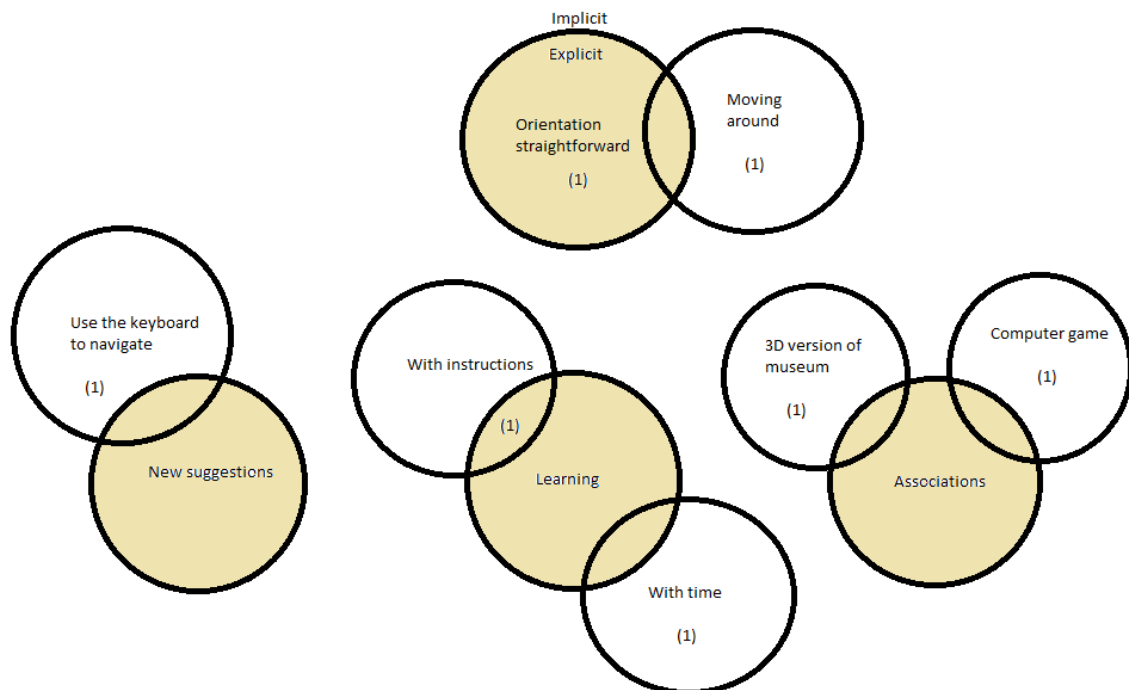 Implicit
Explicit
Orientation
straightforward
(1)
Moving
around
(1)
Use the keyboard
to navigate
(1)
New suggestions
With instructions
(1)
Learning
With time
(1)
3D version of
museum
(1)
Computer game
(1)
Associations